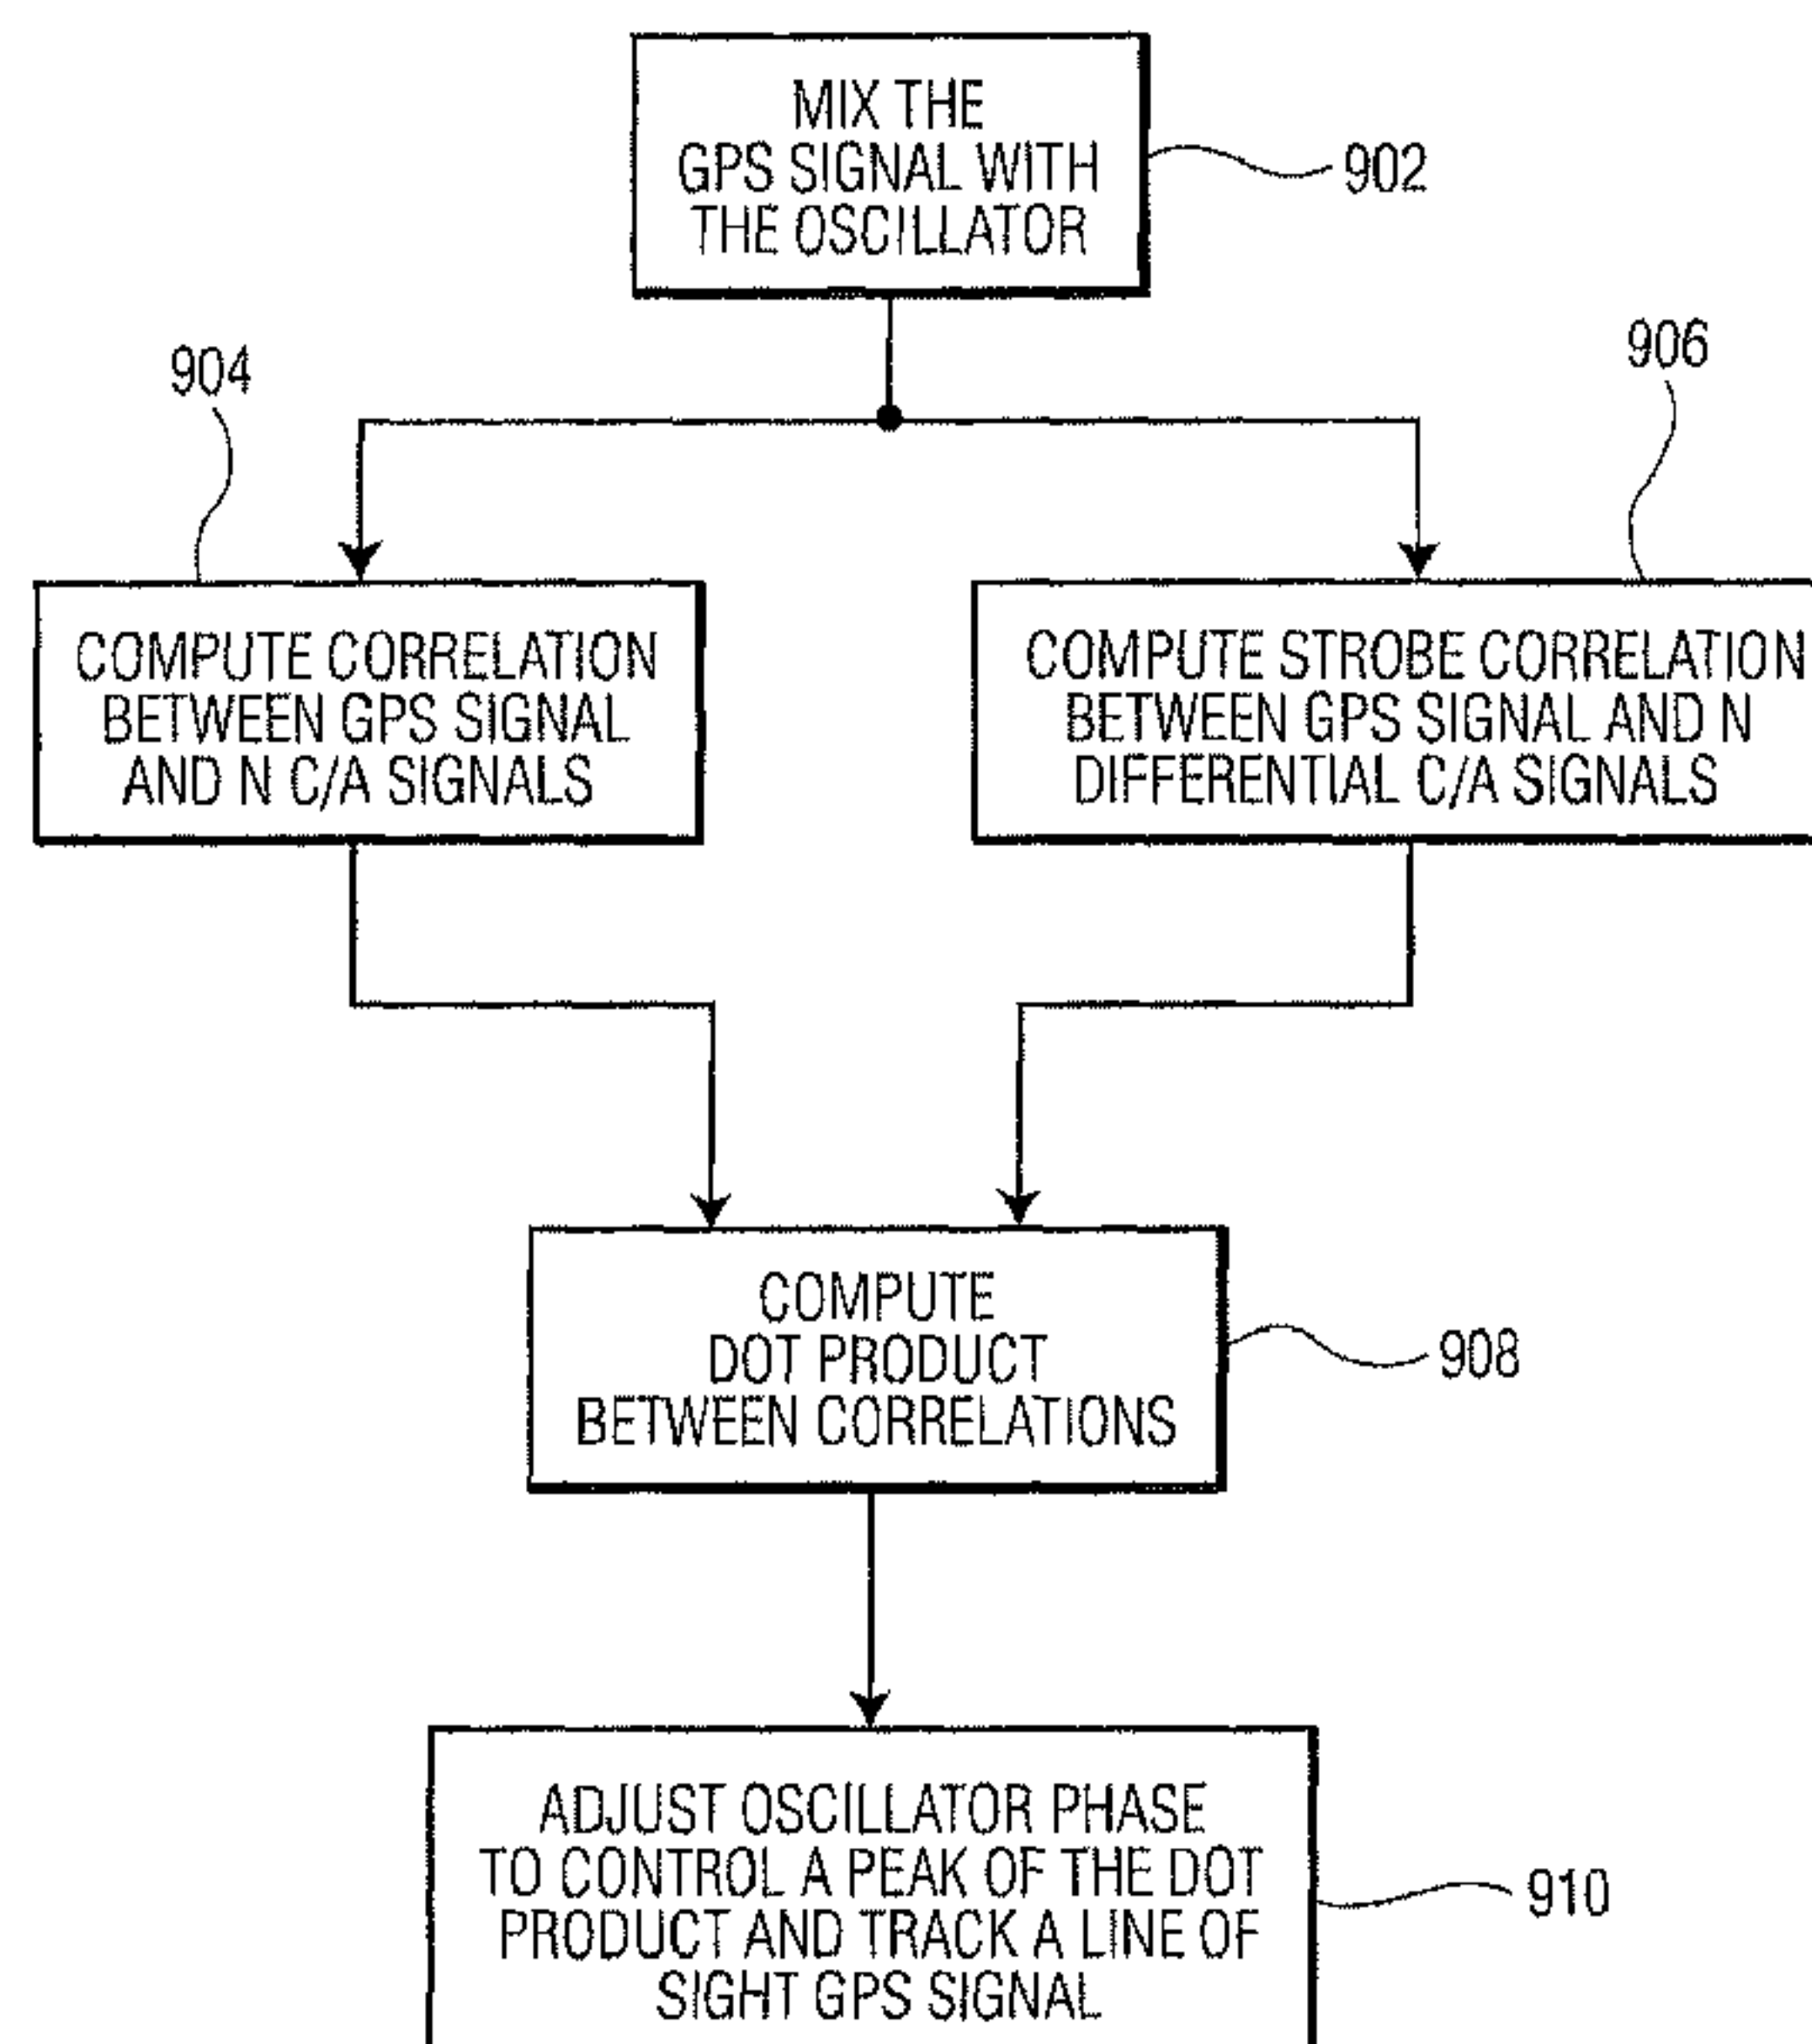 MIX THE
GPS SIGNAL WITH
THE OSCILLATOR
902
904
906
COMPUTE CORRELATION
BETWEEN GPS SIGNAL
AND N C/A SIGNALS
COMPUTE STROBE CORRELATION
BETWEEN GPS SIGNAL AND N
DIFFERENTIAL C/A SIGNALS
COMPUTE
DOT PRODUCT
BETWEEN CORRELATIONS
908
ADJUST OSCILLATOR PHASE
TO CONTROL A PEAK OF THE DOT
PRODUCT AND TRACK A LINE OF
SIGHT GPS SIGNAL
910